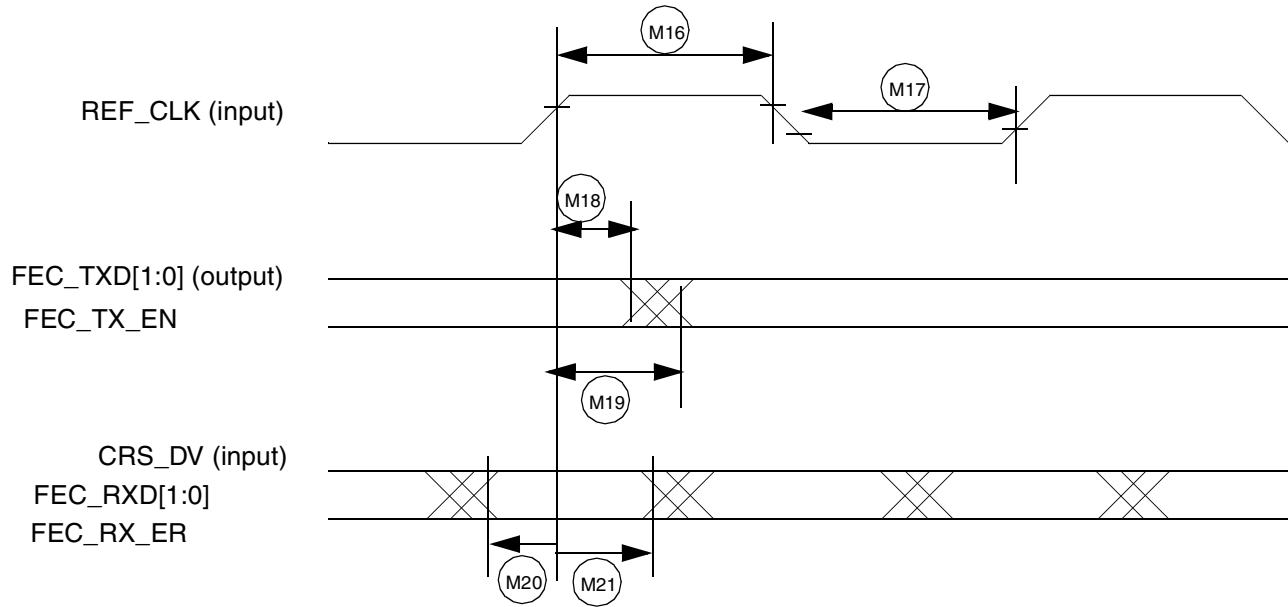 M16
REF_CLK (input)
M17
M18
FEC_TXD[1:0] (output)
FEC_TX_EN
M19
CRS_DV (input)
FEC_RXD[1:0]
FEC_RX_ER
M20
M21